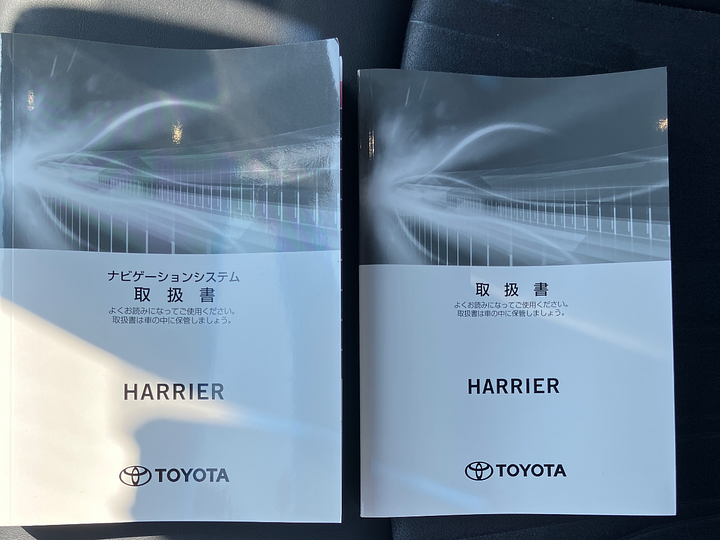 ナビゲーションシステム
取扱書
よくお読みになってご使用ください。
取扱書は車の中に保管しましょう。
HARRIER
TOYOTA
取扱書
よくお読みになってご使用ください。
取扱書は車の中に保管しましょう。
HARRIER
TOYOTA